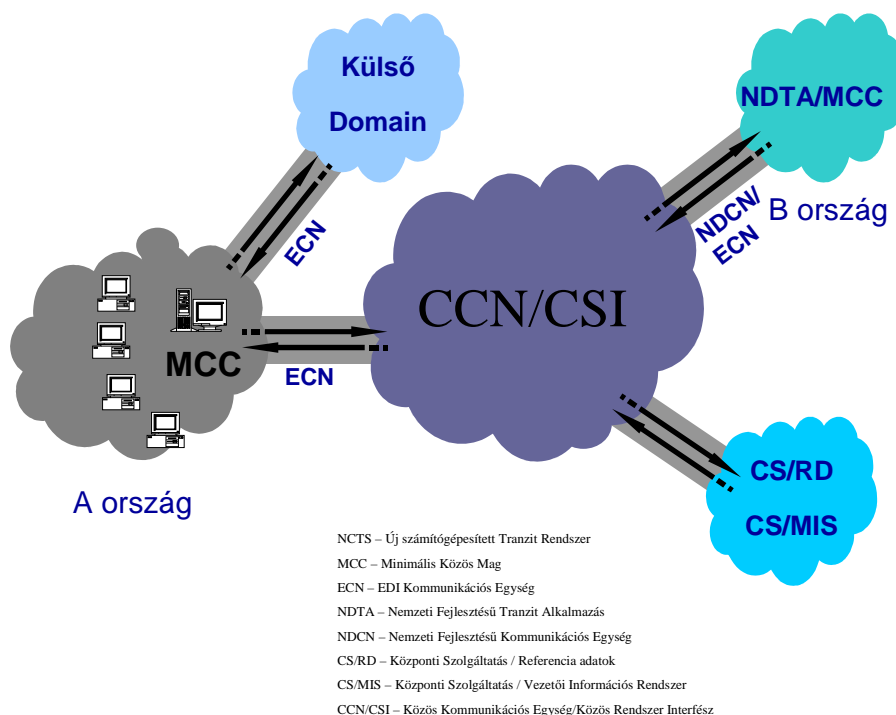 Külső
Domain
NDTA/MCC
B ország
ECN
NDCN/
ECN
CCN/CSI
MCC
ECN
A ország
CS/RD
CS/MIS
NCTS – Új számítógépesített Tranzit Rendszer
MCC – Minimális Közös Mag
ECN – EDI Kommunikációs Egység
NDTA – Nemzeti Fejlesztésű Tranzit Alkalmazás
NDCN – Nemzeti Fejlesztésű Kommunikációs Egység
CS/RD – Központi Szolgáltatás / Referencia adatok
CS/MIS – Központi Szolgáltatás / Vezetői Információs Rendszer
CCN/CSI – Közös Kommunikációs Egység/Közös Rendszer Interfész